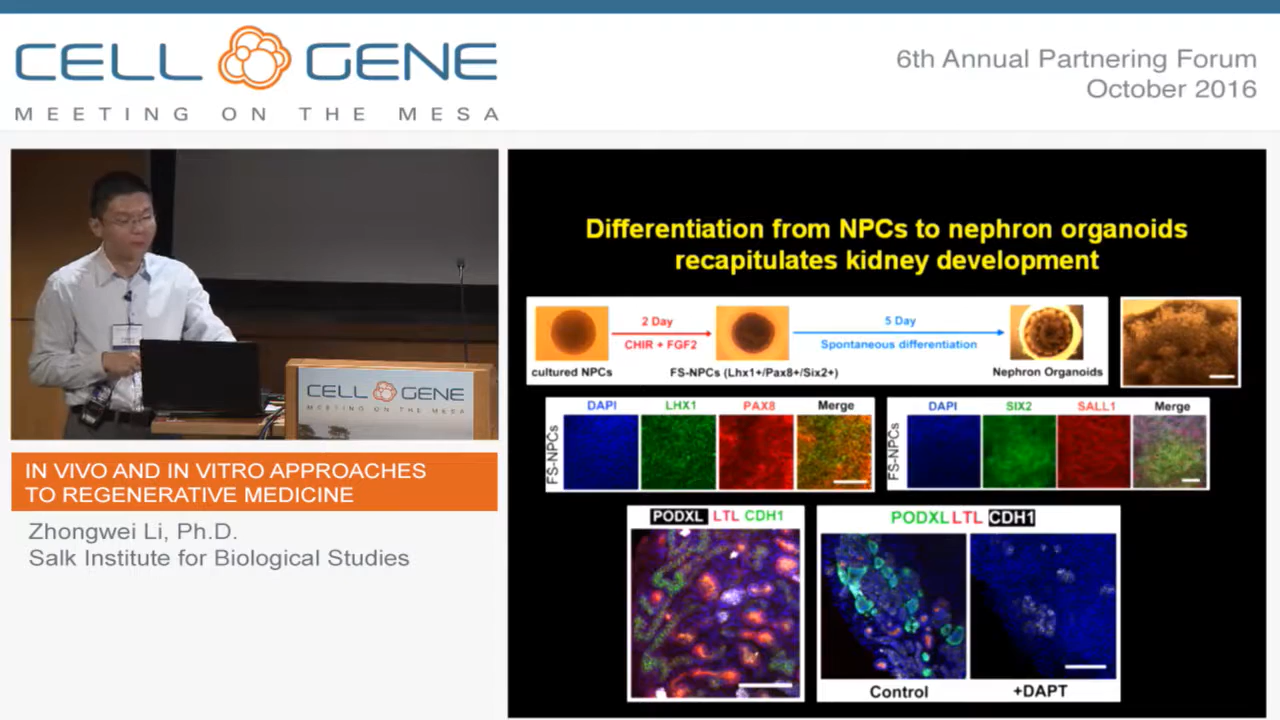 CELL GENE
MEETING ON THE MESA
6th Annual Partnering Forum
October 2016
CELL GENE
MEETING ON THE MESA
IN VIVO AND IN VITRO APPROACHES
TO REGENERATIVE MEDICINE
Zhongwei Li, Ph.D.
Salk Institute for Biological Studies
Differentiation from NPCs to nephron organoids
recapitulates kidney development
2 Day
5 Day
CHIR + FGF2
Spontaneous differentiation
cultured NPCs
FS-NPCs (Lhx1+/Pax8+/Six2+)
Nephron Organoids
DAPI LHX1 PAX8 Merge
FS-NPCs
DAPI SIX2 SALL1 Merge
FS-NPCs
PODXL LTL CDH1
PODXL LTL CDH1
Control
+DAPT